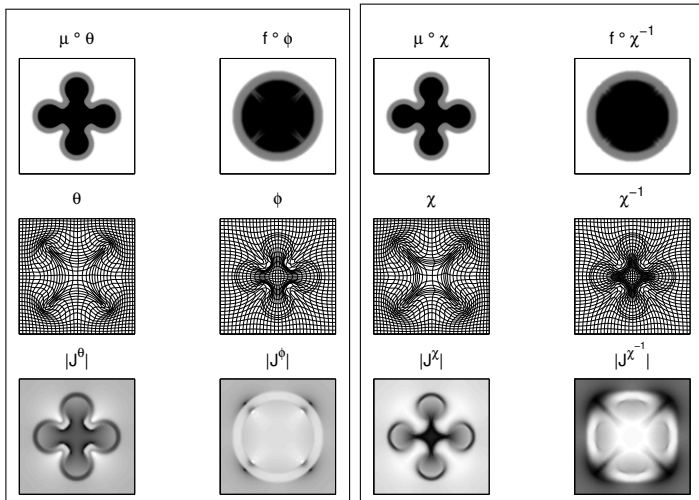 μ ° θ
f ° φ
μ ° χ
f ° χ⁻¹
θ
φ
χ
χ⁻¹
|J^θ|
|J^φ|
|J^χ|
|J^χ⁻¹|